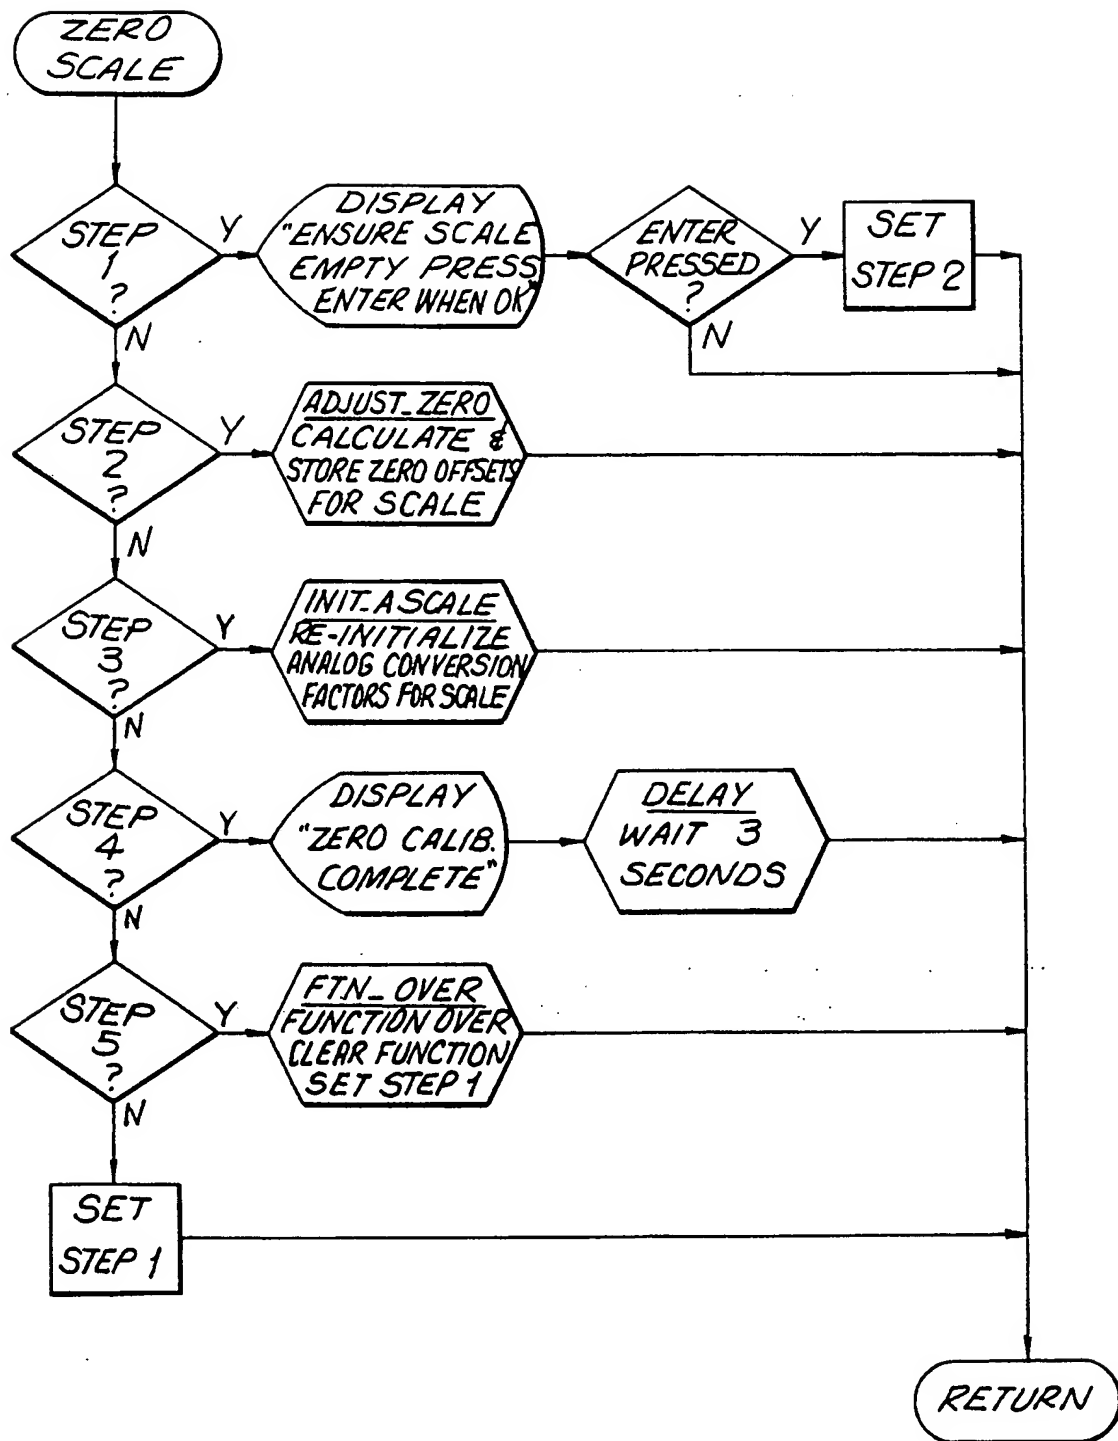 ZERO
SCALE
STEP
1
?
Y
DISPLAY
"ENSURE SCALE
EMPTY PRESS
ENTER WHEN OK"
ENTER
PRESSED
?
Y
SET
STEP 2
N
N
STEP
2
?
Y
ADJUST_ZERO
CALCULATE &
STORE ZERO OFFSETS
FOR SCALE
N
STEP
3
?
Y
INIT_ASCALE
RE-INITIALIZE
ANALOG CONVERSION
FACTORS FOR SCALE
N
STEP
4
?
Y
DISPLAY
"ZERO CALIB.
COMPLETE"
DELAY
WAIT 3
SECONDS
N
STEP
5
?
Y
FTN_OVER
FUNCTION OVER
CLEAR FUNCTION
SET STEP 1
N
SET
STEP 1
RETURN